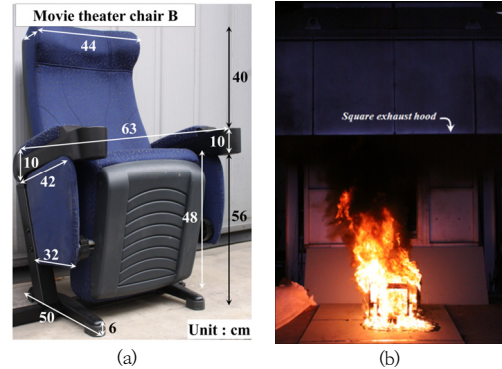 Movie theater chair B
44
40
63
10
10
42
48
56
32
50
6
Unit : cm
Square exhaust hood
(a)
(b)